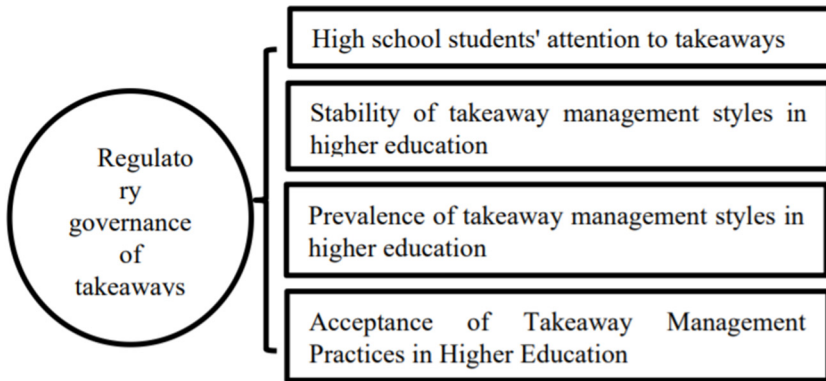 Regulato
ry
governance
of
takeaways
High school students' attention to takeaways
Stability of takeaway management styles in
higher education
Prevalence of takeaway management styles in
higher education
Acceptance of Takeaway Management
Practices in Higher Education